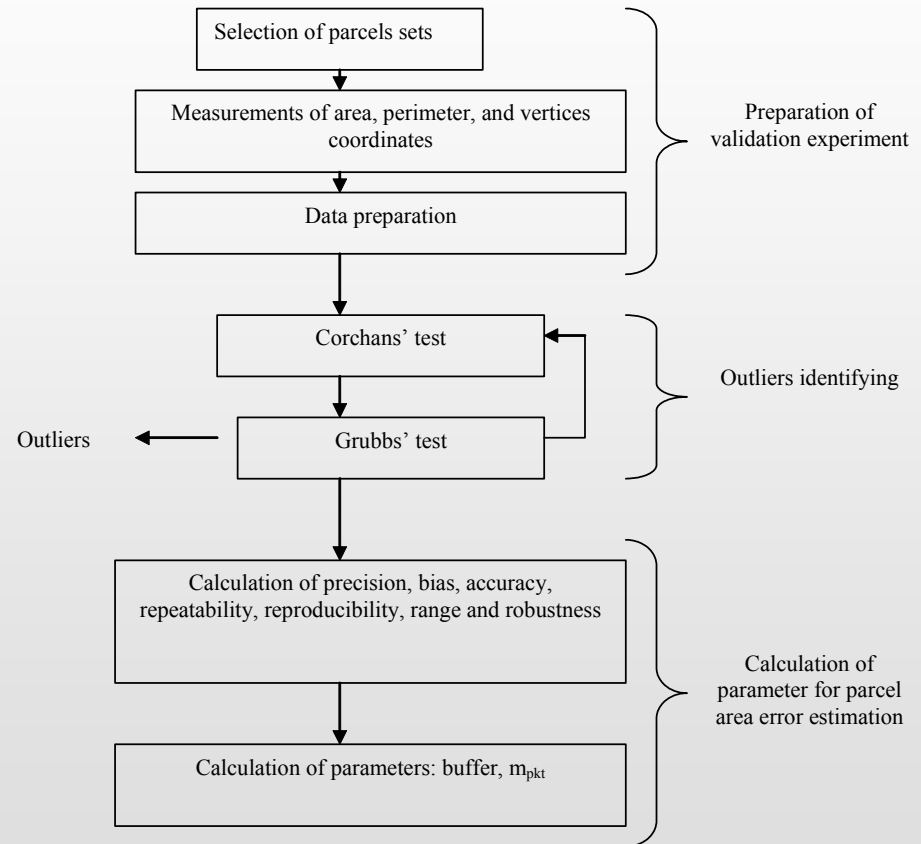 Selection of parcels sets
Measurements of area, perimeter, and vertices
coordinates
Data preparation
Preparation of
validation experiment
Corchans’ test
Grubbs’ test
Outliers
Outliers identifying
Calculation of precision, bias, accuracy,
repeatability, reproducibility, range and robustness
Calculation of parameters: buffer, mpkt
Calculation of
parameter for parcel
area error estimation